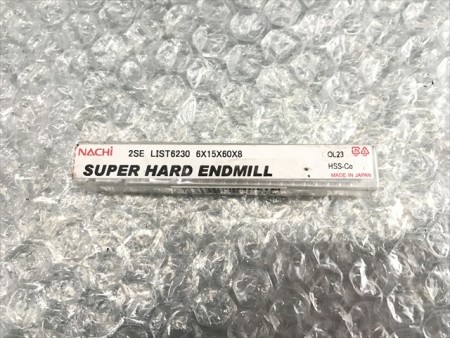 NACHi 2SE LIST6230 6X15X60X8 OL23
SUPER HARD ENDMILL HSS-Co
MADE IN JAPAN